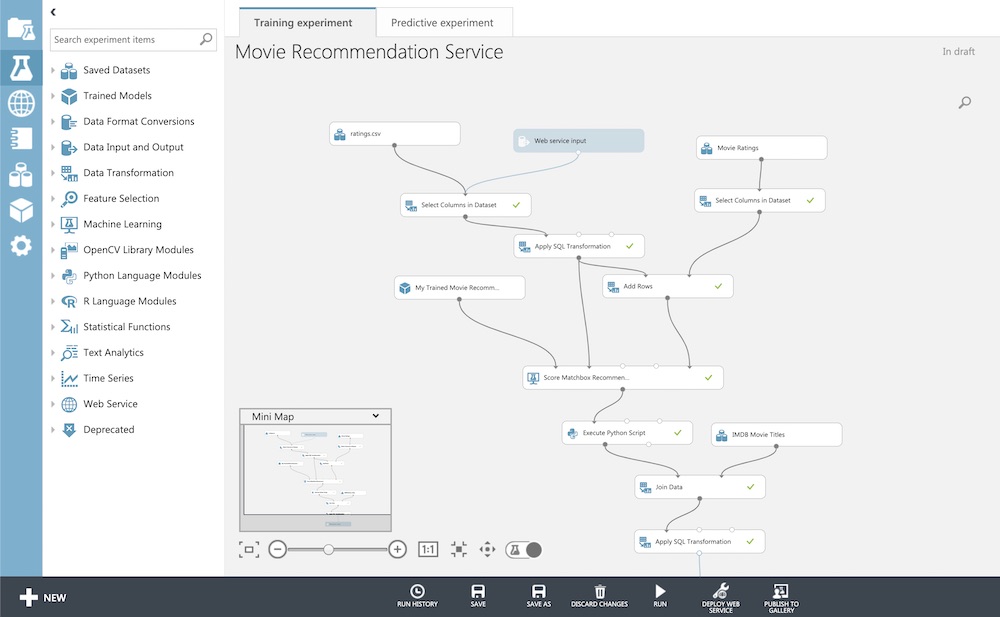 Training experiment
Predictive experiment
Movie Recommendation Service
In draft
Search experiment items
Saved Datasets
Trained Models
Data Format Conversions
Data Input and Output
Data Transformation
Feature Selection
Machine Learning
OpenCV Library Modules
Python Language Modules
R Language Modules
Statistical Functions
Text Analytics
Time Series
Web Service
Deprecated
ratings.csv
Web service input
Movie Ratings
Select Columns in Dataset
Select Columns in Dataset
Apply SQL Transformation
My Trained Movie Recomm...
Add Rows
Score Matchbox Recommen...
Execute Python Script
IMDB Movie Titles
Join Data
Apply SQL Transformation
Mini Map
1:1
NEW
RUN HISTORY
SAVE
SAVE AS
DISCARD CHANGES
RUN
DEPLOY WEB
SERVICE
PUBLISH TO
GALLERY